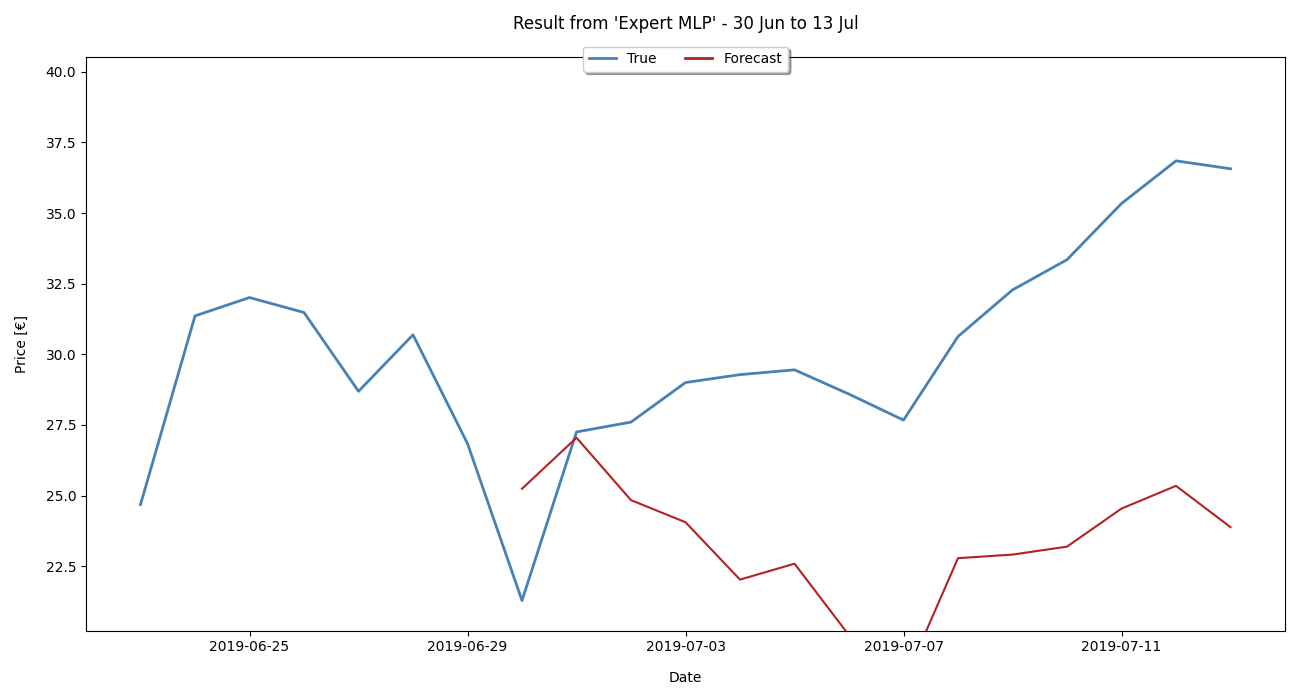 Result from 'Expert MLP' - 30 Jun to 13 Jul
True
Forecast
40.0
37.5
35.0
32.5
30.0
27.5
25.0
22.5
Price [€]
2019-06-25
2019-06-29
2019-07-03
2019-07-07
2019-07-11
Date